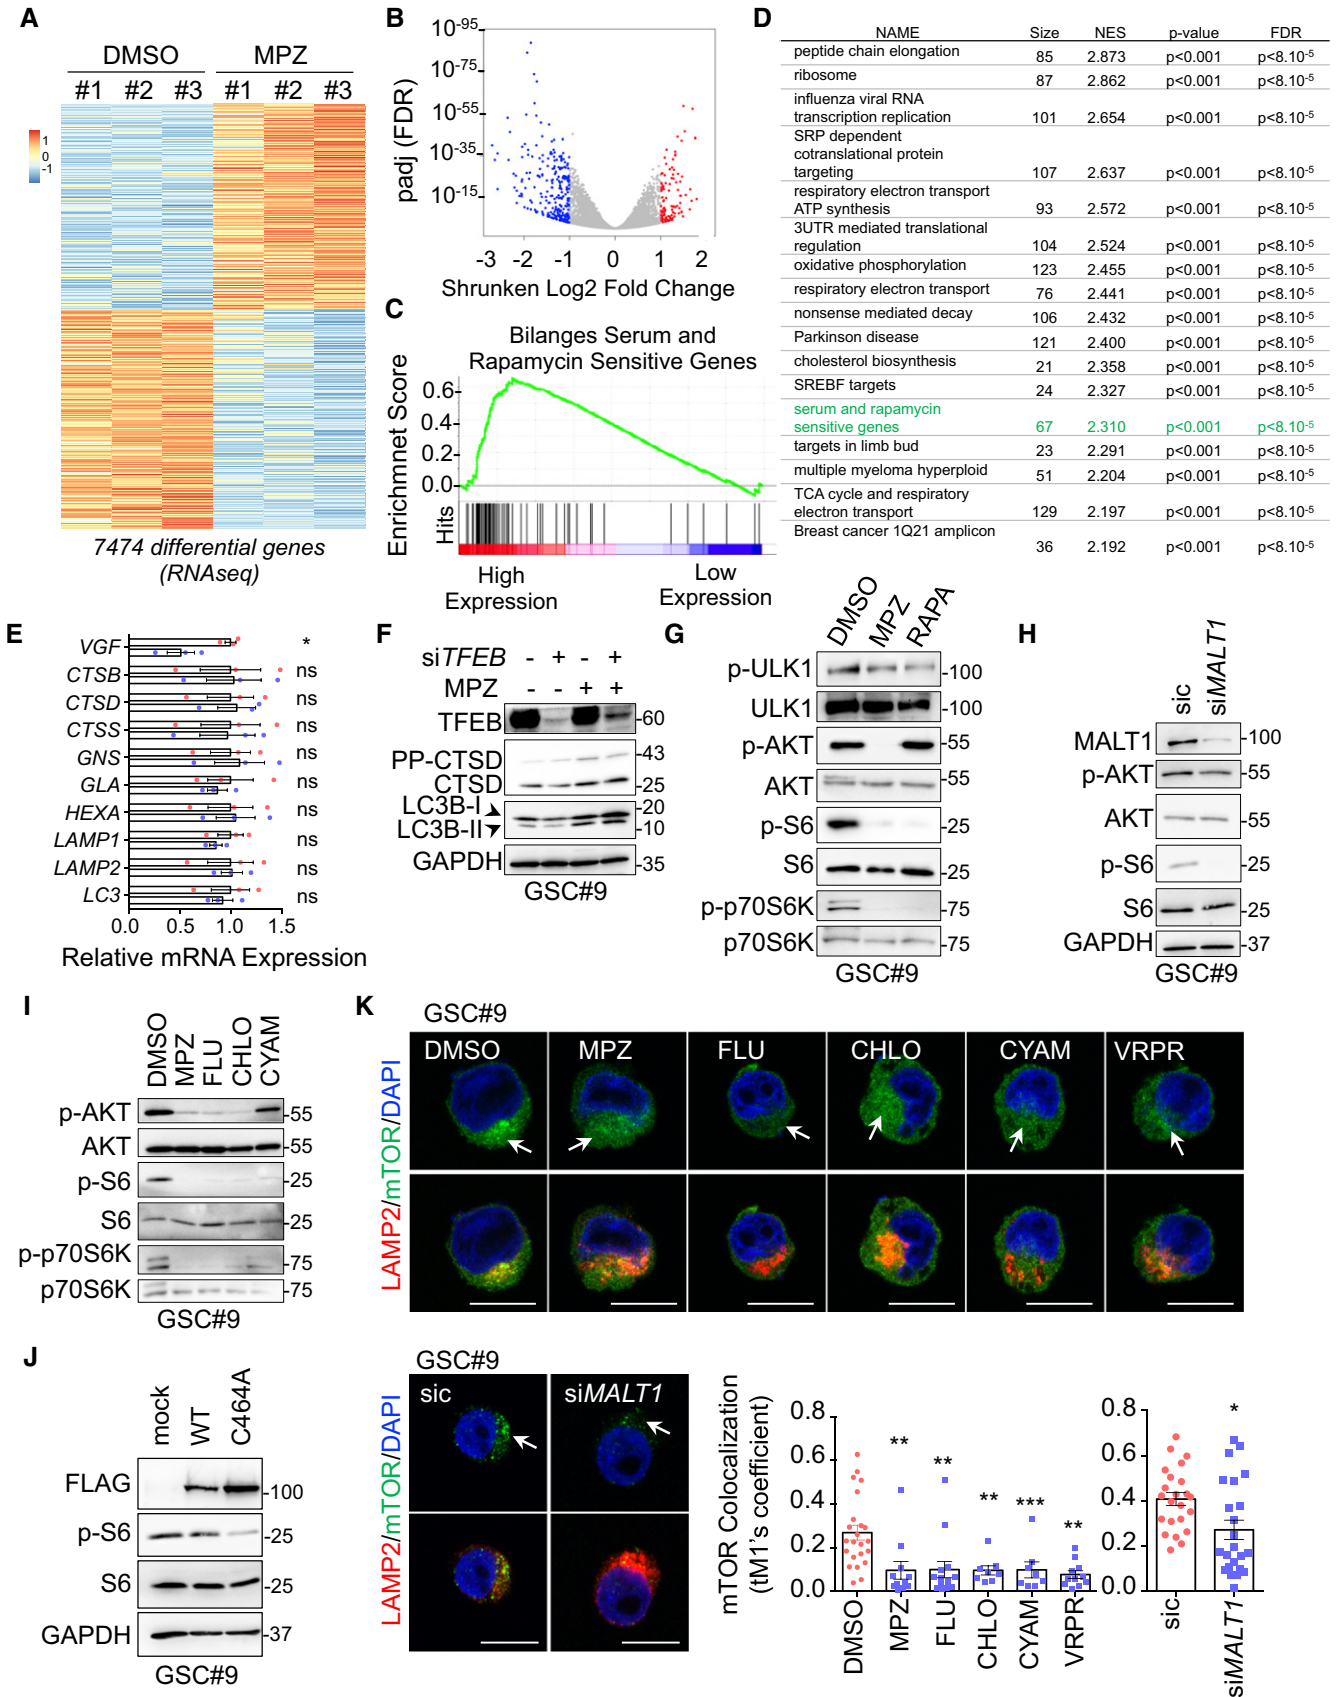 A
DMSO MPZ
#1 #2 #3 #1 #2 #3
1
0
-1
7474 differential genes
(RNAseq)
B
padj (FDR)
10-95
10-75
10-55
10-35
10-15
-3 -2 -1 0 1 2
Shrunken Log2 Fold Change
C
Bilanges Serum and
Rapamycin Sensitive Genes
Enrichmnet Score
0.6
0.4
0.2
0.0
Hits
High
Expression
Low
Expression
D
NAME Size NES p-value FDR
peptide chain elongation 85 2.873 p<0.001 p<8.10-5
ribosome 87 2.862 p<0.001 p<8.10-5
influenza viral RNA
transcription replication 101 2.654 p<0.001 p<8.10-5
SRP dependent
cotranslational protein
targeting 107 2.637 p<0.001 p<8.10-5
respiratory electron transport
ATP synthesis 93 2.572 p<0.001 p<8.10-5
3UTR mediated translational
regulation 104 2.524 p<0.001 p<8.10-5
oxidative phosphorylation 123 2.455 p<0.001 p<8.10-5
respiratory electron transport 76 2.441 p<0.001 p<8.10-5
nonsense mediated decay 106 2.432 p<0.001 p<8.10-5
Parkinson disease 121 2.400 p<0.001 p<8.10-5
cholesterol biosynthesis 21 2.358 p<0.001 p<8.10-5
SREBF targets 24 2.327 p<0.001 p<8.10-5
serum and rapamycin
sensitive genes 67 2.310 p<0.001 p<8.10-5
targets in limb bud 23 2.291 p<0.001 p<8.10-5
multiple myeloma hyperploid 51 2.204 p<0.001 p<8.10-5
TCA cycle and respiratory
electron transport 129 2.197 p<0.001 p<8.10-5
Breast cancer 1Q21 amplicon
36 2.192 p<0.001 p<8.10-5
E
VGF *
CTSB ns
CTSD ns
CTSS ns
GNS ns
GLA ns
HEXA ns
LAMP1 ns
LAMP2 ns
LC3 ns
0.0 0.5 1.0 1.5
Relative mRNA Expression
F
siTFEB - + - +
MPZ - - + +
TFEB -60
PP-CTSD -43
CTSD -25
LC3B-I -20
LC3B-II -10
GAPDH -35
GSC#9
G
DMSO MPZ RAPA
p-ULK1 -100
ULK1 -100
p-AKT -55
AKT -55
p-S6 -25
S6 -25
p-p70S6K -75
p70S6K -75
GSC#9
H
sic siMALT1
MALT1 -100
p-AKT -55
AKT -55
p-S6 -25
S6 -25
GAPDH -37
GSC#9
I
DMSO MPZ FLU CHLO CYAM
p-AKT -55
AKT -55
p-S6 -25
S6 -25
p-p70S6K -75
p70S6K -75
GSC#9
J
mock WT C464A
FLAG -100
p-S6 -25
S6 -25
GAPDH -37
GSC#9
K
GSC#9
DMSO MPZ FLU CHLO CYAM VRPR
LAMP2/mTOR/DAPI
GSC#9
sic siMALT1
LAMP2/mTOR/DAPI
mTOR Colocalization
(tM1's coefficient)
0.8
0.6
0.4
0.2
0.0
** ** ** *** **
DMSO MPZ FLU CHLO CYAM VRPR
0.8
0.6
0.4
0.2
0.0
*
sic siMALT1